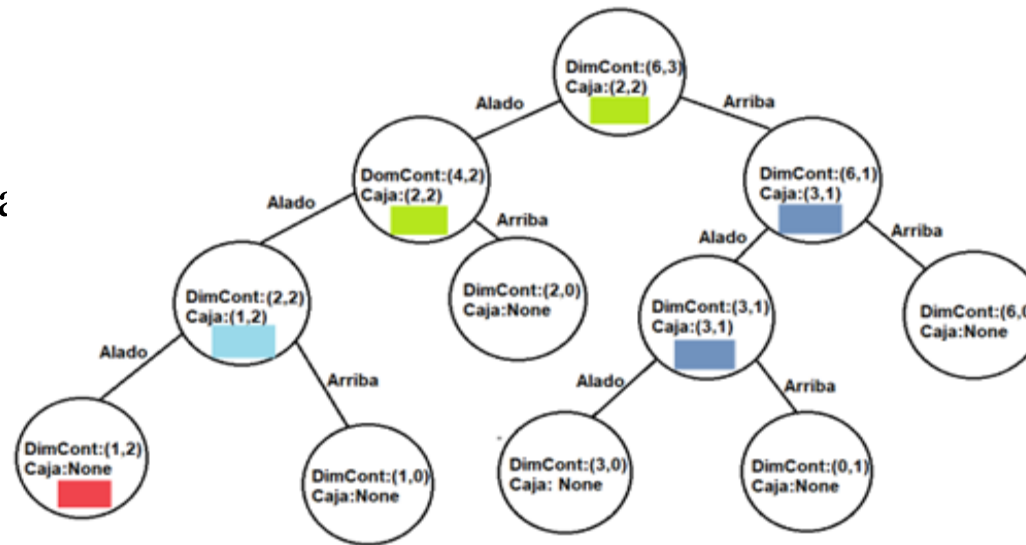 DimCont:(6,3)
Caja:(2,2)
Alado
Arriba
DomCont:(4,2)
Caja:(2,2)
DimCont:(6,1)
Caja:(3,1)
Alado
Arriba
Alado
Arriba
DimCont:(2,2)
Caja:(1,2)
DimCont:(2,0)
Caja:None
DimCont:(3,1)
Caja:(3,1)
DimCont:(6,0
Caja:None
Alado
Arriba
Alado
Arriba
DimCont:(1,2)
Caja:None
DimCont:(1,0)
Caja:None
DimCont:(3,0)
Caja: None
DimCont:(0,1)
Caja:None